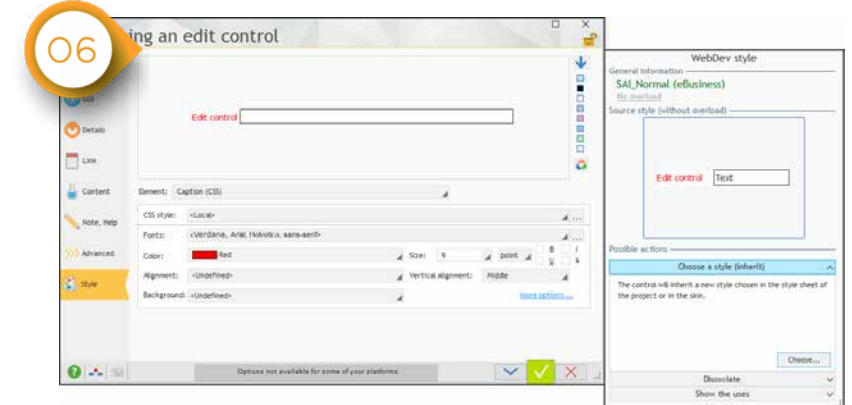 06
ing an edit control
GUI
Details
Link
Content
Note, Help
Advanced
Style
Edit control
Element: Caption (CSS)
CSS style: <Local>
...
Fonts: <Verdana, Arial, Helvetica, sans-serif>
...
Color: Red
Size: 9
point
B I
U S
Alignment: <Undefined>
Vertical alignment: Middle
Background: <Undefined>
More options ...
?
Options not available for some of your platforms
WebDev style
General information
SAI_Normal (eBusiness)
No overload
Source style (without overload)
Edit control Text
Possible actions
Choose a style (inherit)
The control will inherit a new style chosen in the style sheet of
the project or in the skin.
Choose...
Dissociate
Show the uses